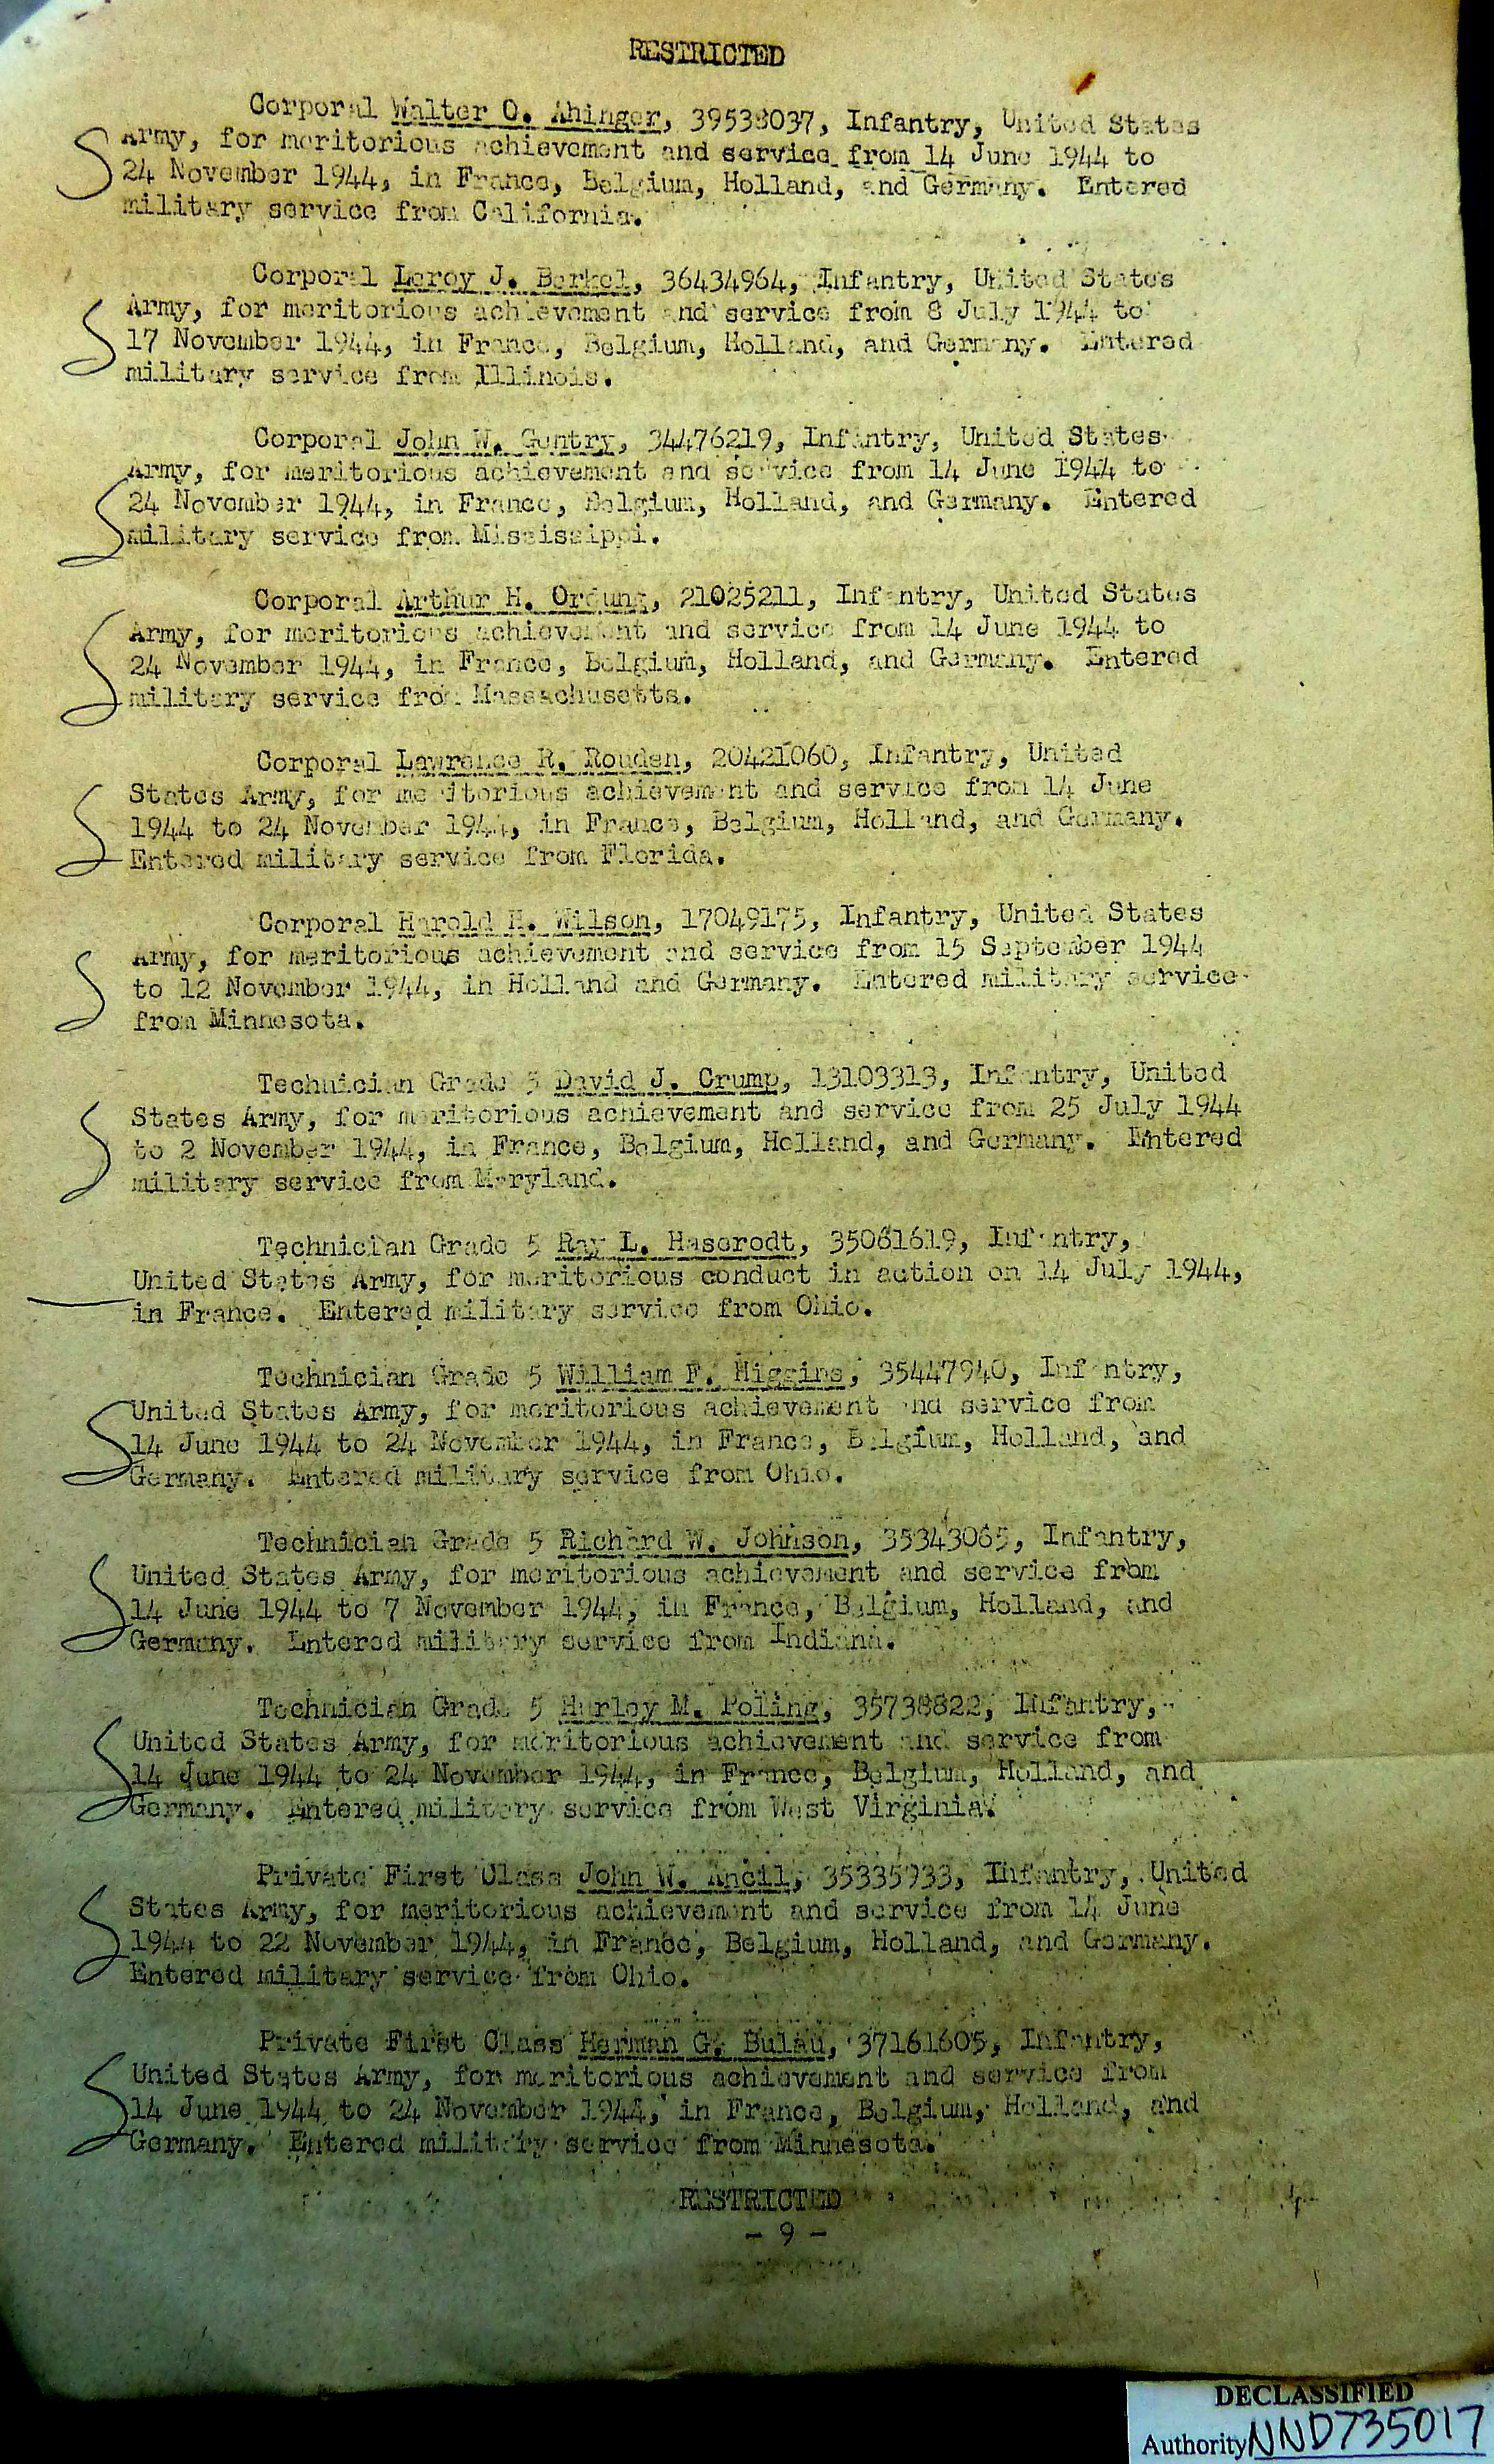 RESTRICTED
Corporal Walter O. Ahinger, 39538037, Infantry, United States
Army, for meritorious achievement and service from 14 June 1944 to
24 November 1944, in France, Belgium, Holland, and Germany. Entered
military service from California.
Corporal Leroy J. Berkel, 36434964, Infantry, United States
Army, for meritorious achievement and service from 8 July 1944 to
17 November 1944, in France, Belgium, Holland, and Germany. Entered
military service from Illinois.
Corporal John W. Gentry, 34476219, Infantry, United States
Army, for meritorious achievement and service from 14 June 1944 to
24 November 1944, in France, Belgium, Holland, and Germany. Entered
military service from Mississippi.
Corporal Arthur H. Ordung, 21025211, Infantry, United States
Army, for meritorious achievement and service from 14 June 1944 to
24 November 1944, in France, Belgium, Holland, and Germany. Entered
military service from Massachusetts.
Corporal Lawrence R. Rouden, 20421060, Infantry, United
States Army, for meritorious achievement and service from 14 June
1944 to 24 November 1944, in France, Belgium, Holland, and Germany.
Entered military service from Florida.
Corporal Harold H. Wilson, 17049175, Infantry, United States
Army, for meritorious achievement and service from 15 September 1944
to 12 November 1944, in Holland and Germany. Entered military service
from Minnesota.
Technician Grade 5 David J. Crump, 13103313, Infantry, United
States Army, for meritorious achievement and service from 25 July 1944
to 2 November 1944, in France, Belgium, Holland, and Germany. Entered
military service from Maryland.
Technician Grade 5 Ray L. Haserodt, 35061619, Infantry,
United States Army, for meritorious conduct in action on 14 July 1944,
in France. Entered military service from Ohio.
Technician Grade 5 William F. Higgins, 35447940, Infantry,
United States Army, for meritorious achievement and service from
14 June 1944 to 24 November 1944, in France, Belgium, Holland, and
Germany. Entered military service from Ohio.
Technician Grade 5 Richard W. Johnson, 35343065, Infantry,
United States Army, for meritorious achievement and service from
14 June 1944 to 7 November 1944, in France, Belgium, Holland, and
Germany. Entered military service from Indiana.
Technician Grade 5 Hurley M. Poling, 35738822, Infantry,
United States Army, for meritorious achievement and service from
14 June 1944 to 24 November 1944, in France, Belgium, Holland, and
Germany. Entered military service from West Virginia.
Private First Class John W. Ancil, 35335933, Infantry, United
States Army, for meritorious achievement and service from 14 June
1944 to 22 November 1944, in France, Belgium, Holland, and Germany.
Entered military service from Ohio.
Private First Class Herman G. Bulau, 37161605, Infantry,
United States Army, for meritorious achievement and service from
14 June 1944 to 24 November 1944, in France, Belgium, Holland, and
Germany. Entered military service from Minnesota.
RESTRICTED
- 9 -
DECLASSIFIED
Authority NND735017